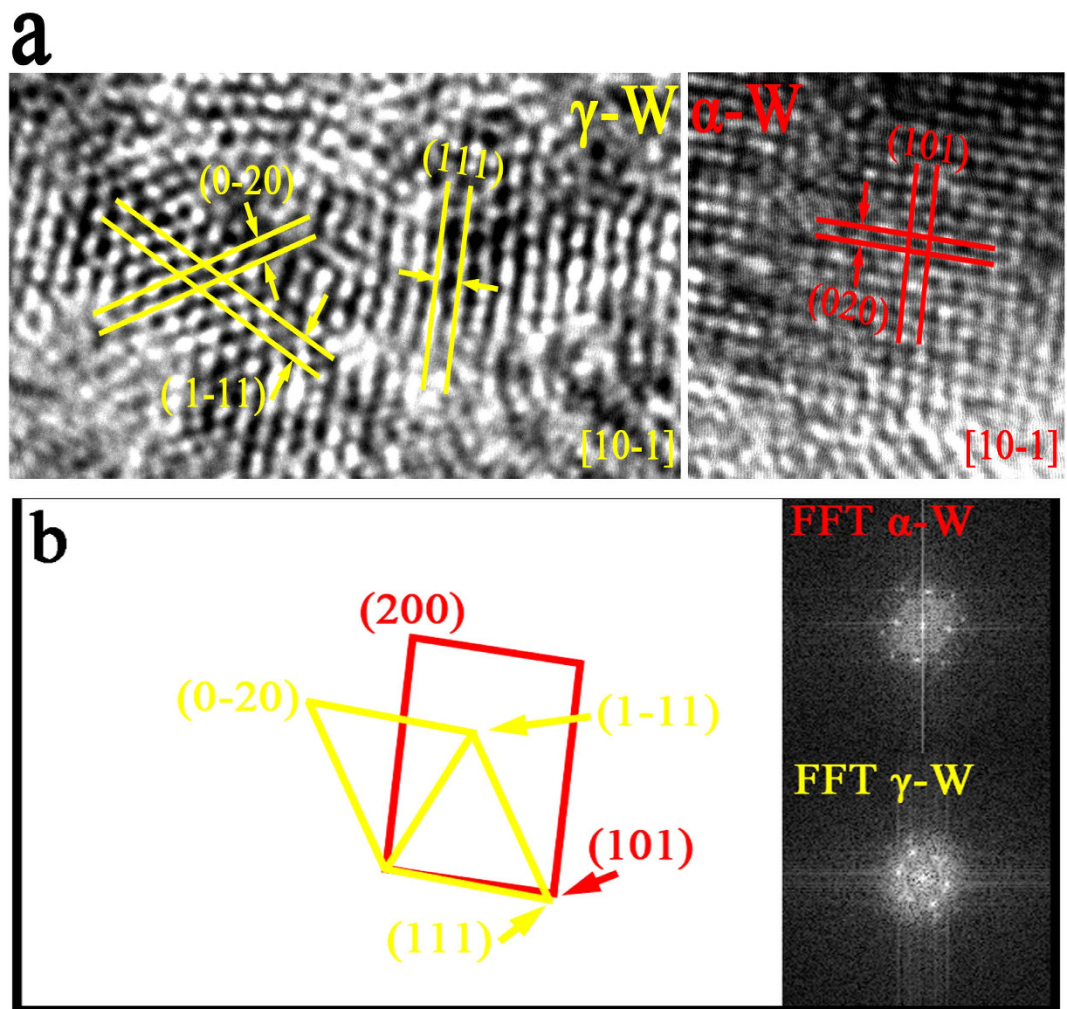 a
γ-W α-W
(0-20)
(111)
(101)
(020)
(1-11)
[10-1]
[10-1]
b
FFT α-W
(200)
(0-20)
(1-11)
FFT γ-W
(101)
(111)